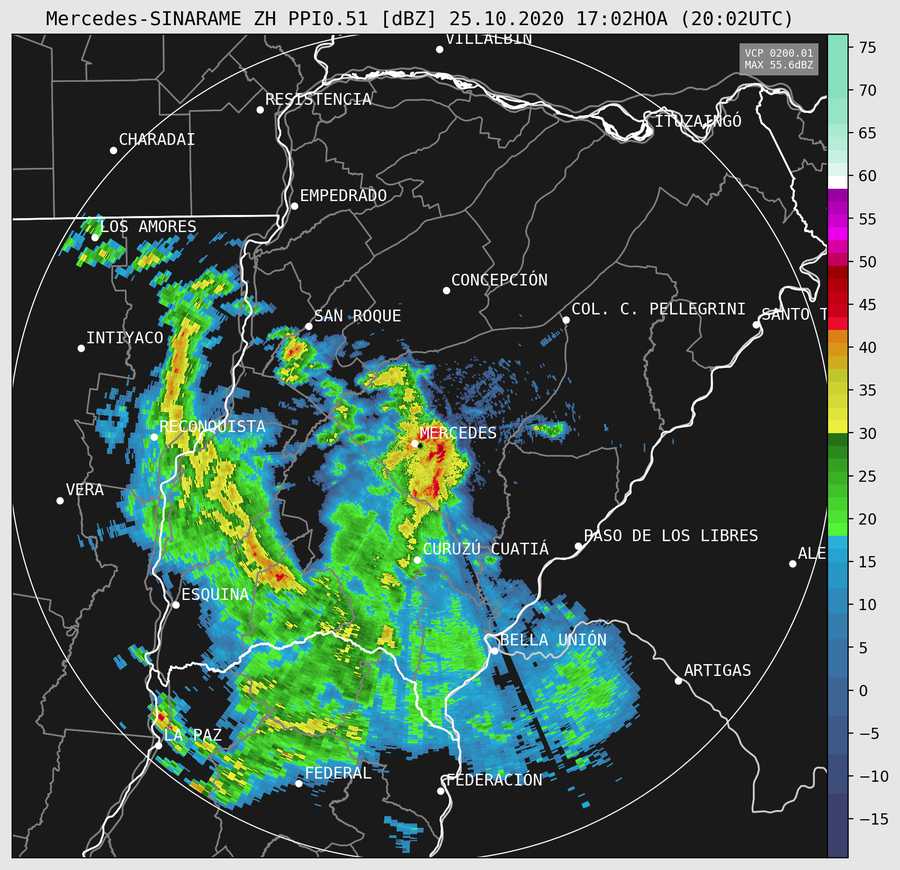 Mercedes-SINARAME ZH PPI0.51 [dBZ] 25.10.2020 17:02HOA (20:02UTC)
VILLALBIN
VCP 0200.01
MAX 55.6dBZ
75
70
RESISTENCIA
ITUZAINGÓ
65
CHARADAI
60
EMPEDRADO
55
LOS AMORES
50
CONCEPCIÓN
45
SAN ROQUE
COL. C. PELLEGRINI
SANTO T
INTIYACO
40
35
RECONQUISTA
MERCEDES
30
25
VERA
20
CURUZÚ CUATIÁ
PASO DE LOS LIBRES
ALE
15
ESQUINA
10
BELLA UNIÓN
5
ARTIGAS
0
LA PAZ
−5
FEDERAL
FEDERACIÓN
−10
−15